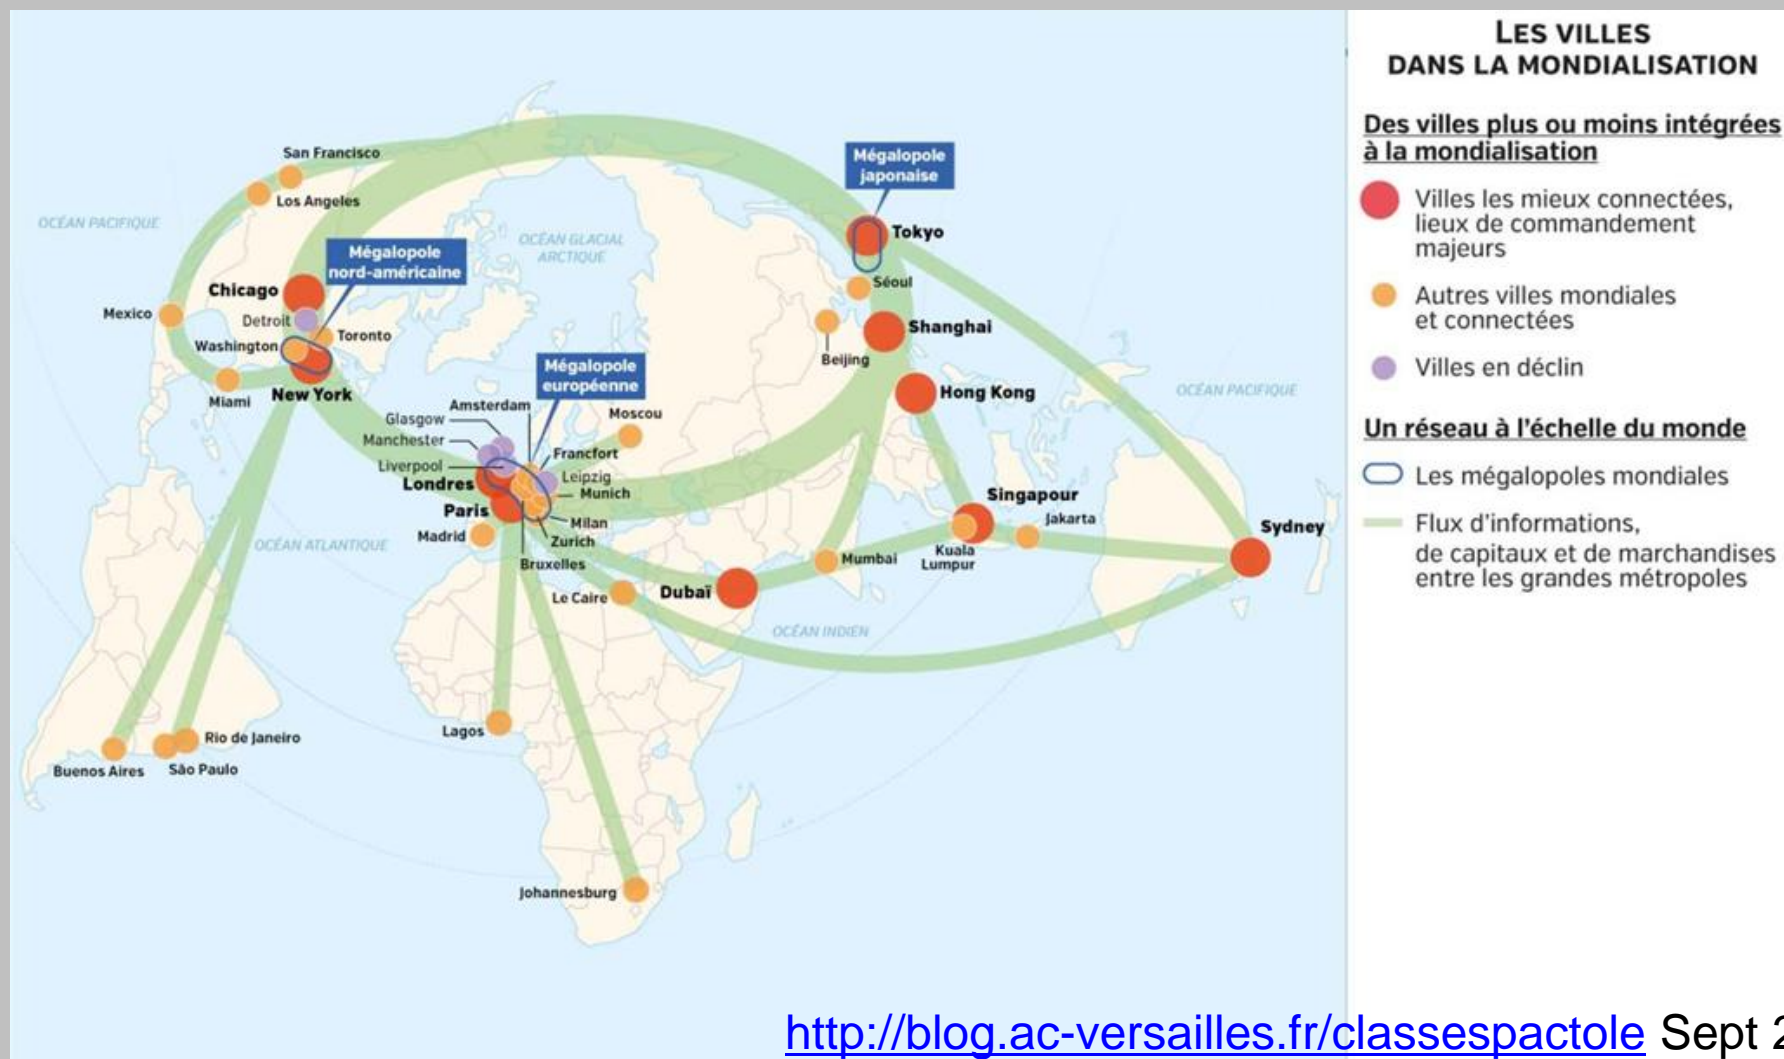 LES VILLES
DANS LA MONDIALISATION
Des villes plus ou moins intégrées
à la mondialisation
Villes les mieux connectées,
lieux de commandement
majeurs
Autres villes mondiales
et connectées
Villes en déclin
Un réseau à l'échelle du monde
Les mégalopoles mondiales
Flux d'informations,
de capitaux et de marchandises
entre les grandes métropoles
San Francisco
Los Angeles
OCÉAN PACIFIQUE
Mégalopole
japonaise
Tokyo
OCÉAN GLACIAL
ARCTIQUE
Mégalopole
nord-américaine
Chicago
Séoul
Mexico
Detroit
Toronto
Shanghai
Washington
Beijing
New York
Miami
Mégalopole
européenne
OCÉAN PACIFIQUE
Hong Kong
Amsterdam
Moscou
Glasgow
Manchester
Francfort
Liverpool
Leipzig
Londres
Munich
Paris
Singapour
Milan
Jakarta
Sydney
Madrid
Zurich
OCÉAN ATLANTIQUE
Bruxelles
Kuala
Lumpur
Mumbai
Le Caire
Dubaï
OCÉAN INDIEN
Lagos
Rio de Janeiro
Buenos Aires
São Paulo
Johannesburg
http://blog.ac-versailles.fr/classespactole Sept 2